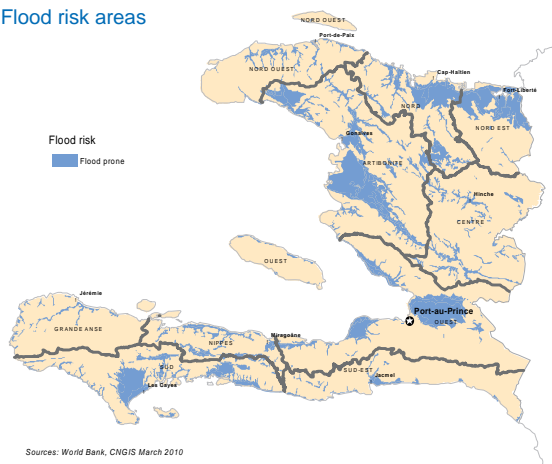 Flood risk areas
NORD OUEST
Port-de-Paix
NORD OUEST
Cap-Haïtien
Fort-Liberté
NORD
NORD EST
Flood risk
Flood prone
Gonaïves
ARTIBONITE
Hinche
CENTRE
OUEST
Jérémie
Port-au-Prince
OUEST
GRANDE ANSE
Miragoâne
NIPPES
SUD
SUD-EST
Les Cayes
Jacmel
Sources: World Bank, CNGIS March 2010